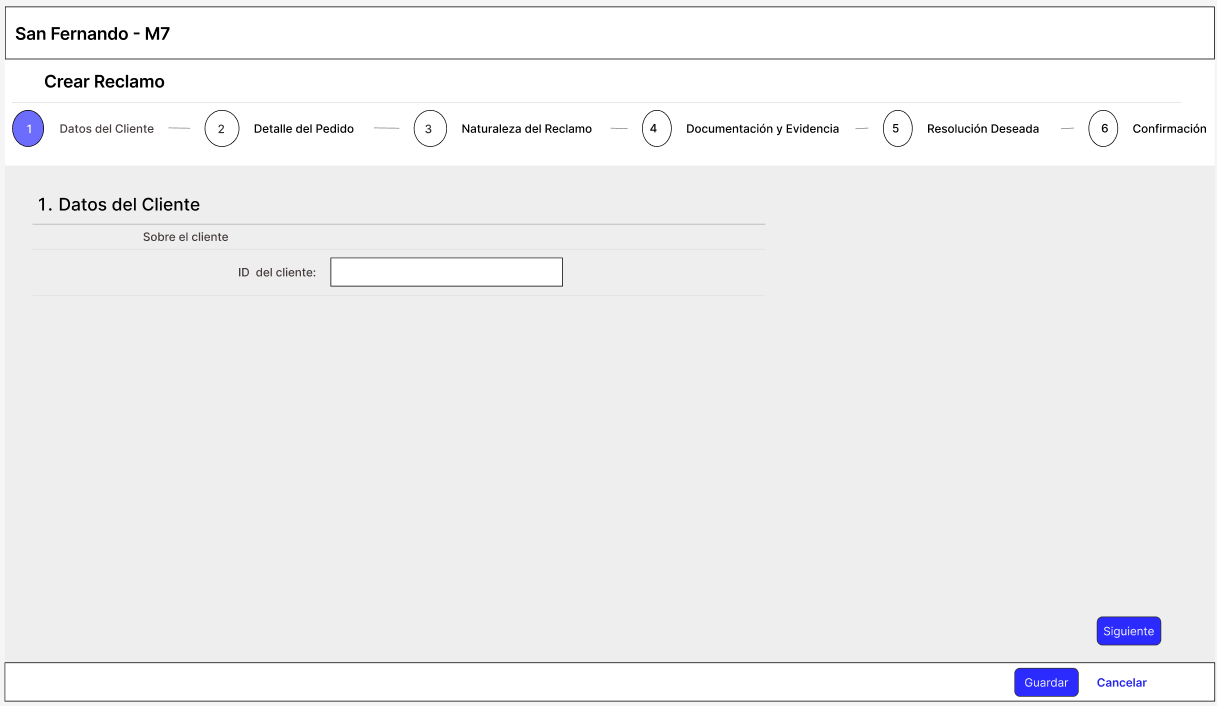 San Fernando - M7
Crear Reclamo
1 Datos del Cliente 2 Detalle del Pedido 3 Naturaleza del Reclamo 4 Documentación y Evidencia 5 Resolución Deseada 6 Confirmación
1. Datos del Cliente
Sobre el cliente
ID del cliente:
Siguiente
Guardar Cancelar